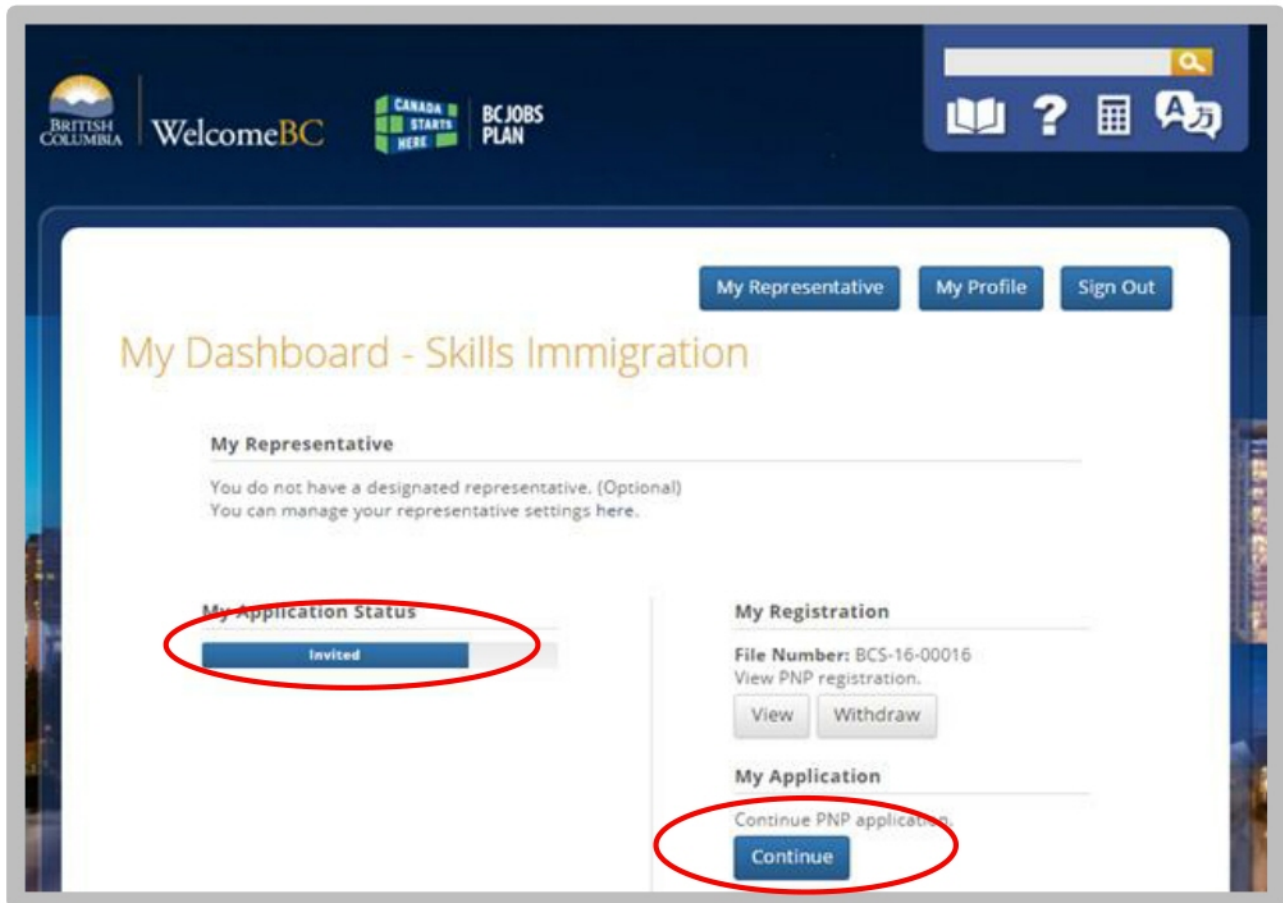 BRITISH
COLUMBIA
WelcomeBC
CANADA
STARTS
HERE
BC JOBS
PLAN
?
A
方
My Representative
My Profile
Sign Out
My Dashboard - Skills Immigration
My Representative
You do not have a designated representative. (Optional)
You can manage your representative settings here.
My Application Status
Invited
My Registration
File Number: BCS-16-00016
View PNP registration.
View
Withdraw
My Application
Continue PNP application.
Continue